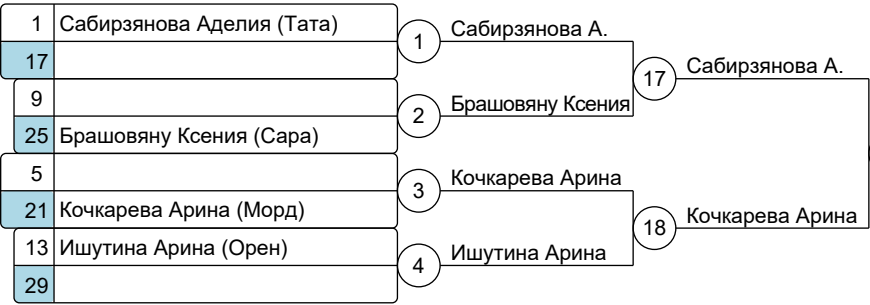 1 Сабирзянова Аделия (Тата)
17
9
25 Брашовяну Ксения (Сара)
5
21 Кочкарева Арина (Морд)
13 Ишутина Арина (Орен)
29
1 Сабирзянова А.
2 Брашовяну Ксения
3 Кочкарева Арина
4 Ишутина Арина
17 Сабирзянова А.
18 Кочкарева Арина